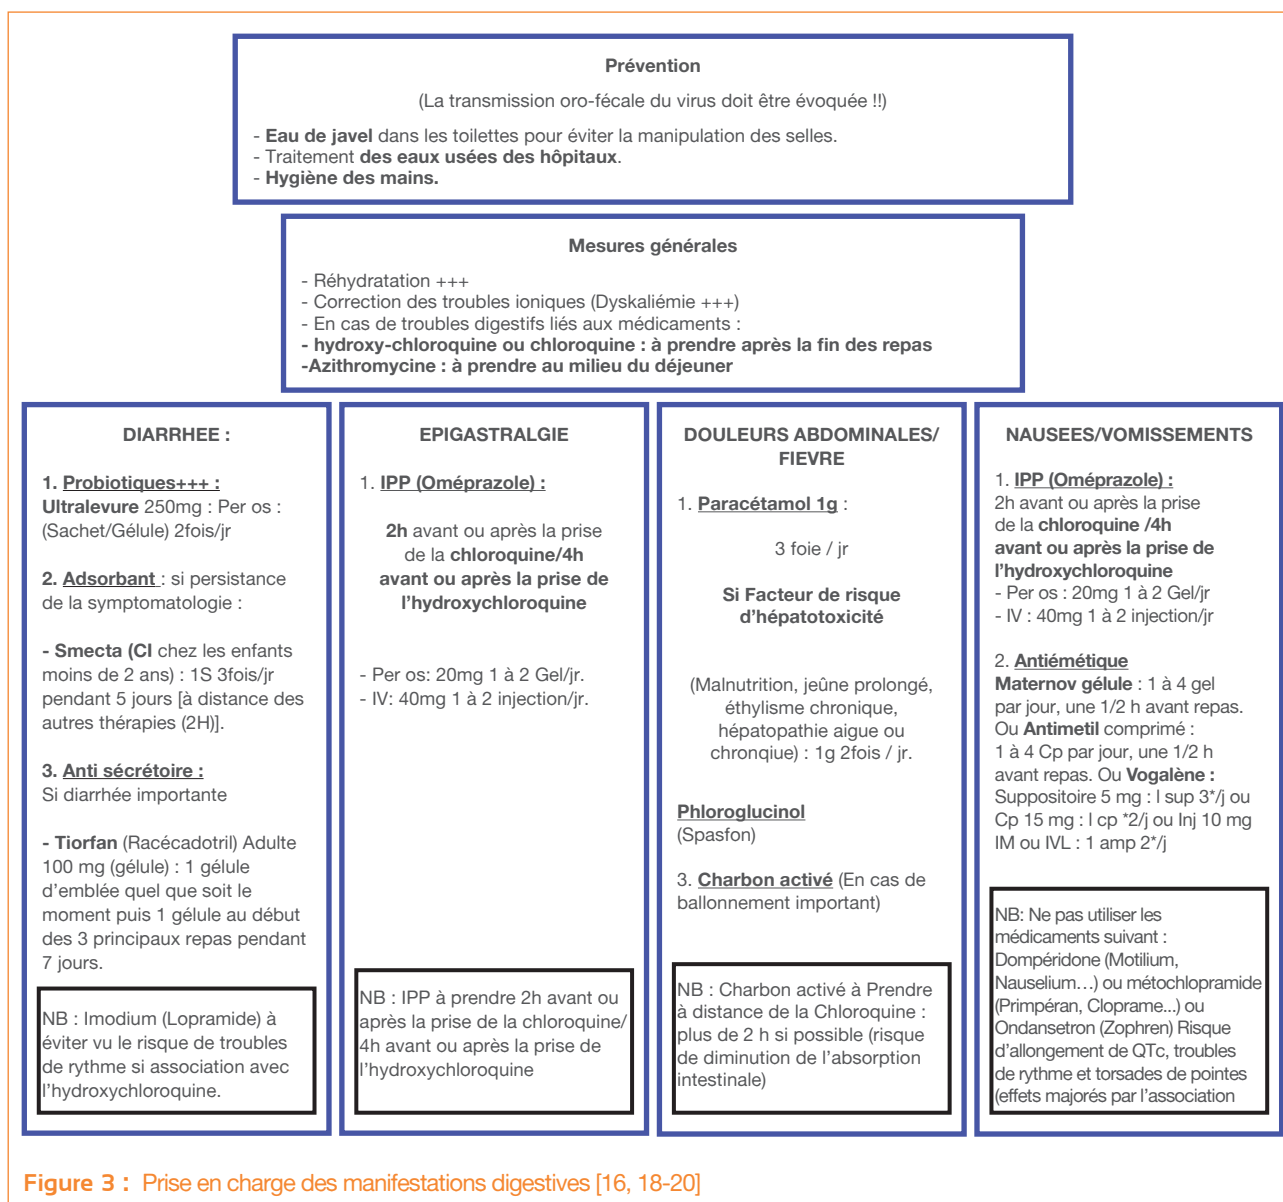 Prévention
(La transmission oro-fécale du virus doit être évoquée !!)
- Eau de javel dans les toilettes pour éviter la manipulation des selles.
- Traitement des eaux usées des hôpitaux.
- Hygiène des mains.
Mesures générales
- Réhydratation +++
- Correction des troubles ioniques (Dyskaliémie +++)
- En cas de troubles digestifs liés aux médicaments :
- hydroxy-chloroquine ou chloroquine : à prendre après la fin des repas
-Azithromycine : à prendre au milieu du déjeuner
DIARRHEE :
1. Probiotiques+++ :
Ultralevure 250mg : Per os :
(Sachet/Gélule) 2fois/jr
2. Adsorbant : si persistance
de la symptomatologie :
- Smecta (CI chez les enfants
moins de 2 ans) : 1S 3fois/jr
pendant 5 jours [à distance des
autres thérapies (2H)].
3. Anti sécrétoire :
Si diarrhée importante
- Tiorfan (Racécadotril) Adulte
100 mg (gélule) : 1 gélule
d'emblée quel que soit le
moment puis 1 gélule au début
des 3 principaux repas pendant
7 jours.
NB : Imodium (Lopramide) à
éviter vu le risque de troubles
de rythme si association avec
l'hydroxychloroquine.
EPIGASTRALGIE
1. IPP (Oméprazole) :
2h avant ou après la prise
de la chloroquine/4h
avant ou après la prise de
l'hydroxychloroquine
- Per os: 20mg 1 à 2 Gel/jr.
- IV: 40mg 1 à 2 injection/jr.
NB : IPP à prendre 2h avant ou
après la prise de la chloroquine/
4h avant ou après la prise de
l'hydroxychloroquine
DOULEURS ABDOMINALES/
FIEVRE
1. Paracétamol 1g :
3 foie / jr
Si Facteur de risque
d'hépatotoxicité
(Malnutrition, jeûne prolongé,
éthylisme chronique,
hépatopathie aigue ou
chronqiue) : 1g 2fois / jr.
Phloroglucinol
(Spasfon)
3. Charbon activé (En cas de
ballonnement important)
NB : Charbon activé à Prendre
à distance de la Chloroquine :
plus de 2 h si possible (risque
de diminution de l'absorption
intestinale)
NAUSEES/VOMISSEMENTS
1. IPP (Oméprazole) :
2h avant ou après la prise
de la chloroquine /4h
avant ou après la prise de
l'hydroxychloroquine
- Per os : 20mg 1 à 2 Gel/jr
- IV : 40mg 1 à 2 injection/jr
2. Antiémétique
Maternov gélule : 1 à 4 gel
par jour, une 1/2 h avant repas.
Ou Antimetil comprimé :
1 à 4 Cp par jour, une 1/2 h
avant repas. Ou Vogalène :
Suppositoire 5 mg : l sup 3*/j ou
Cp 15 mg : l cp *2/j ou Inj 10 mg
IM ou IVL : 1 amp 2*/j
NB: Ne pas utiliser les
médicaments suivant :
Dompéridone (Motilium,
Nauselium…) ou métochlopramide
(Primpéran, Cloprame...) ou
Ondansetron (Zophren) Risque
d'allongement de QTc, troubles
de rythme et torsades de pointes
(effets majorés par l'association
Figure 3 : Prise en charge des manifestations digestives [16, 18-20]